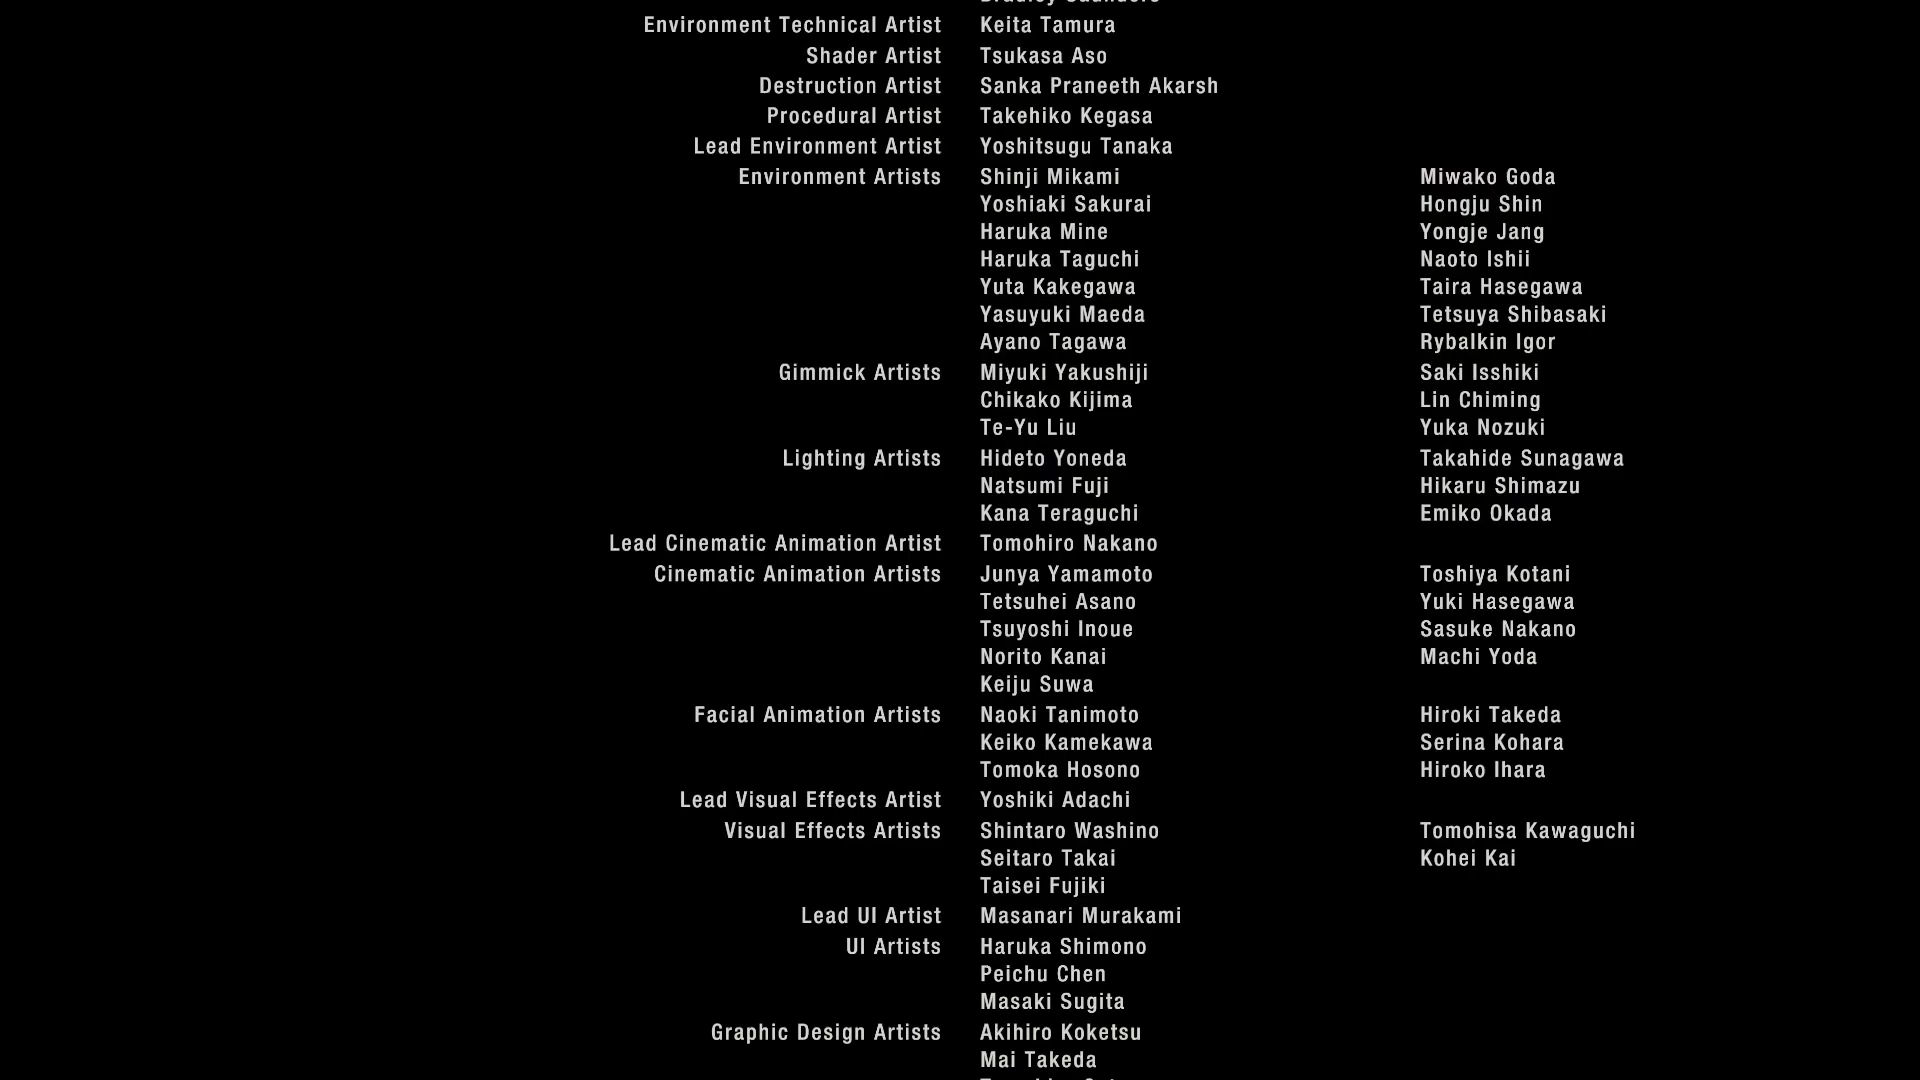 Environment Technical Artist Keita Tamura
Shader Artist Tsukasa Aso
Destruction Artist Sanka Praneeth Akarsh
Procedural Artist Takehiko Kegasa
Lead Environment Artist Yoshitsugu Tanaka
Environment Artists Shinji Mikami Miwako Goda
Yoshiaki Sakurai Hongju Shin
Haruka Mine Yongje Jang
Haruka Taguchi Naoto Ishii
Yuta Kakegawa Taira Hasegawa
Yasuyuki Maeda Tetsuya Shibasaki
Ayano Tagawa Rybalkin Igor
Gimmick Artists Miyuki Yakushiji Saki Isshiki
Chikako Kijima Lin Chiming
Te-Yu Liu Yuka Nozuki
Lighting Artists Hideto Yoneda Takahide Sunagawa
Natsumi Fuji Hikaru Shimazu
Kana Teraguchi Emiko Okada
Lead Cinematic Animation Artist Tomohiro Nakano
Cinematic Animation Artists Junya Yamamoto Toshiya Kotani
Tetsuhei Asano Yuki Hasegawa
Tsuyoshi Inoue Sasuke Nakano
Norito Kanai Machi Yoda
Keiju Suwa
Facial Animation Artists Naoki Tanimoto Hiroki Takeda
Keiko Kamekawa Serina Kohara
Tomoka Hosono Hiroko Ihara
Lead Visual Effects Artist Yoshiki Adachi
Visual Effects Artists Shintaro Washino Tomohisa Kawaguchi
Seitaro Takai Kohei Kai
Taisei Fujiki
Lead UI Artist Masanari Murakami
UI Artists Haruka Shimono
Peichu Chen
Masaki Sugita
Graphic Design Artists Akihiro Koketsu
Mai Takeda